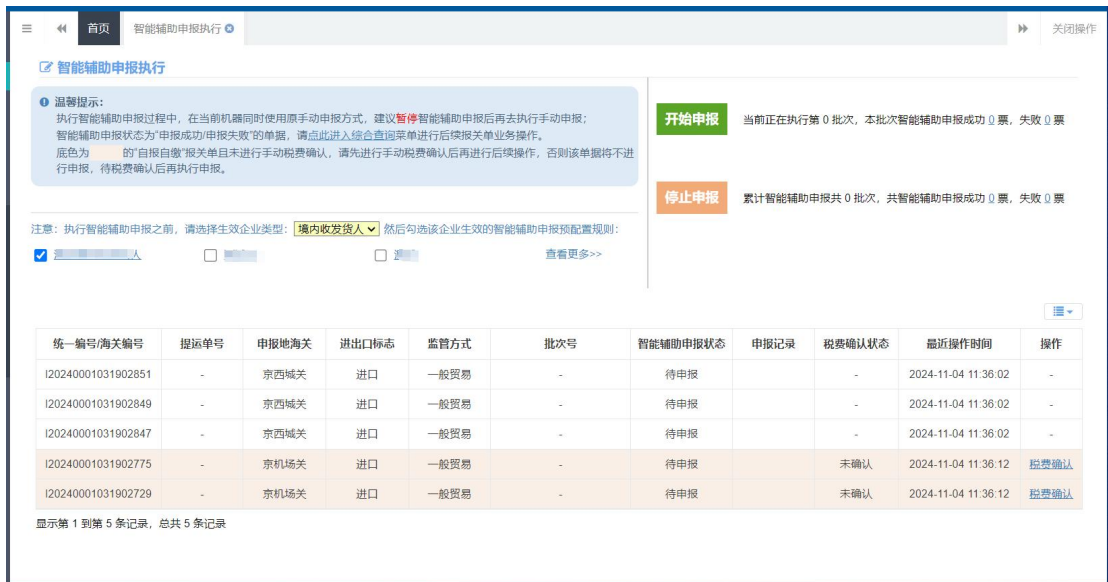 首页
智能辅助申报执行
关闭操作
智能辅助申报执行
温馨提示：
执行智能辅助申报过程中，在当前机器同时使用原手动申报方式，建议暂停智能辅助申报后再去执行手动申报；
智能辅助申报状态为“申报成功/申报失败”的单据，请点此进入综合查询菜单进行后续报关单业务操作。
底色为 的“自报自缴”报关单且未进行手动税费确认，请先进行手动税费确认后再进行后续操作，否则该单据将不进
行申报，待税费确认后再执行申报。
开始申报
当前正在执行第 0 批次，本批次智能辅助申报成功 0 票，失败 0 票
停止申报
累计智能辅助申报共 0 批次，共智能辅助申报成功 0 票，失败 0 票
注意：执行智能辅助申报之前，请选择生效企业类型： 境内收发货人 然后勾选该企业生效的智能辅助申报预配置规则：
人
查看更多>>
统一编号/海关编号 提运单号 申报地海关 进出口标志 监管方式 批次号 智能辅助申报状态 申报记录 税费确认状态 最近操作时间 操作
I20240001031902851 - 京西城关 进口 一般贸易 - 待申报 - 2024-11-04 11:36:02 -
I20240001031902849 - 京西城关 进口 一般贸易 - 待申报 - 2024-11-04 11:36:02 -
I20240001031902847 - 京西城关 进口 一般贸易 - 待申报 - 2024-11-04 11:36:02 -
I20240001031902775 - 京机场关 进口 一般贸易 - 待申报 未确认 2024-11-04 11:36:12 税费确认
I20240001031902729 - 京机场关 进口 一般贸易 - 待申报 未确认 2024-11-04 11:36:12 税费确认
显示第 1 到第 5 条记录，总共 5 条记录